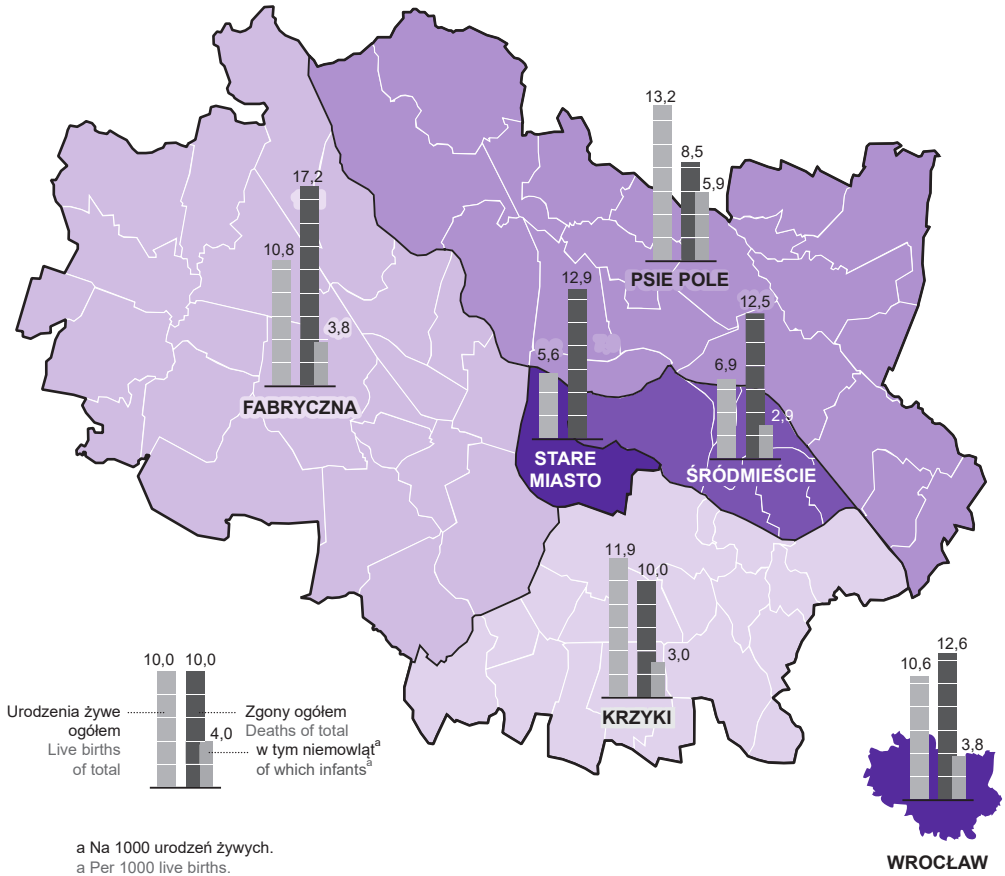 13,2
8,5
5,9
PSIE POLE
17,2
10,8
3,8
FABRYCZNA
12,9
5,6
STARE
MIASTO
12,5
6,9
2,9
ŚRÓDMIEŚCIE
11,9
10,0
3,0
KRZYKI
10,0 10,0
4,0
Urodzenia żywe
ogółem
Live births
of total
Zgony ogółem
Deaths of total
w tym niemowląt a
of which infants a
12,6
10,6
3,8
WROCŁAW
a Na 1000 urodzeń żywych.
a Per 1000 live births.